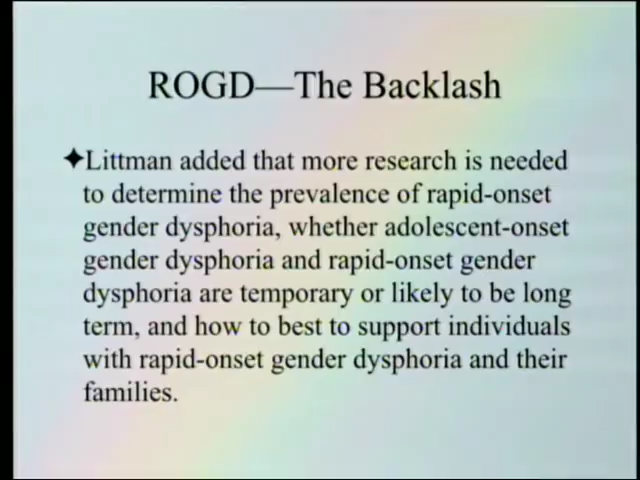 ROGD—The Backlash
✦Littman added that more research is needed
to determine the prevalence of rapid-onset
gender dysphoria, whether adolescent-onset
gender dysphoria and rapid-onset gender
dysphoria are temporary or likely to be long
term, and how to best to support individuals
with rapid-onset gender dysphoria and their
families.